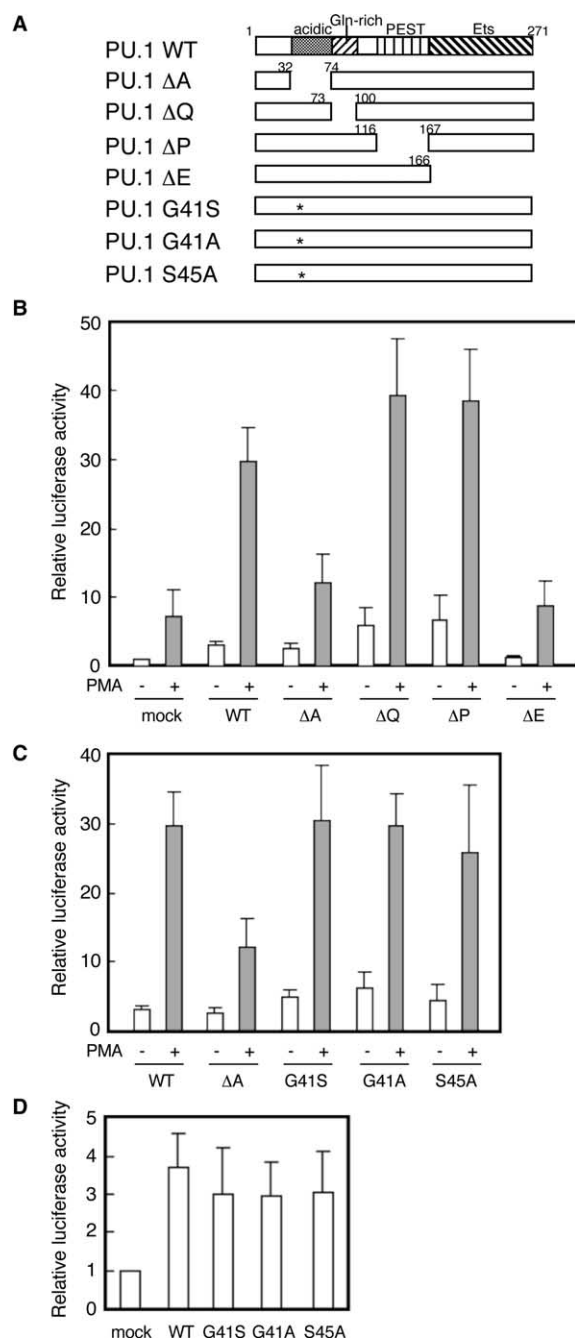 A
Gln-rich
1 acidic PEST Ets 271
PU.1 WT
32 74
PU.1 ΔA
73 100
PU.1 ΔQ
116 167
PU.1 ΔP
166
PU.1 ΔE
PU.1 G41S *
PU.1 G41A *
PU.1 S45A *
B
Relative luciferase activity
50
40
30
20
10
0
PMA - + - + - + - + - + - +
mock WT ΔA ΔQ ΔP ΔE
C
Relative luciferase activity
40
30
20
10
0
PMA - + - + - + - + - +
WT ΔA G41S G41A S45A
D
Relative luciferase activity
5
4
3
2
1
0
mock WT G41S G41A S45A